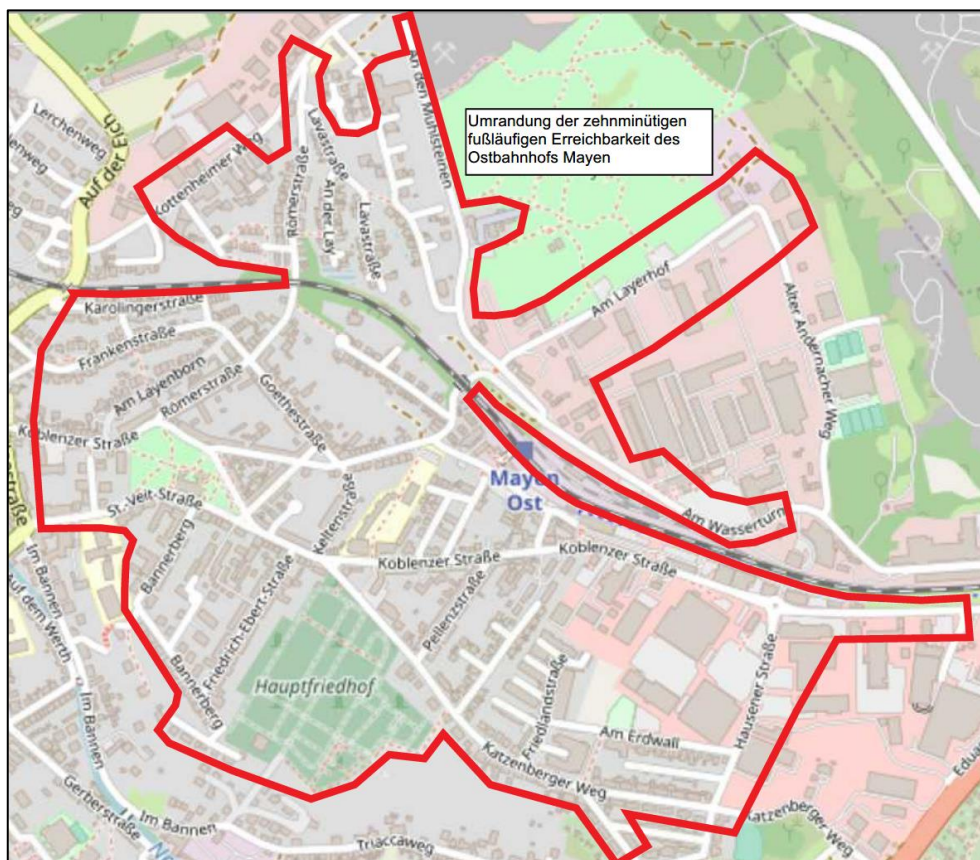 Umrandung der zehnminütigen
fußläufigen Erreichbarkeit des
Ostbahnhofs Mayen
An den Mühlsteinen
Lerchenweg
Auf der Eich
Kottenheimer Weg
Lavastraße
Römerstraße
An der Lay
Lavastraße
Am Layerhof
Alter Andernacher Weg
Karolingerstraße
Frankenstraße
Am Layenborn
Römerstraße
Goethestraße
Koblenzer Straße
Mayen
Ost
St.-Veit-Straße
Keltenstraße
Am Wasserturm
Bannerberg
Koblenzer Straße
Koblenzer Straße
Im Bannen
Auf dem Werth
Friedrich-Ebert-Straße
Pellenzstraße
Hauptfriedhof
Bannerberg
Im Bannen
Friedlandstraße
Hausener Straße
Am Erdwall
Katzenberger Weg
Katzenberger Weg
Gerberstraße
Im Bannen
Triaccaweg